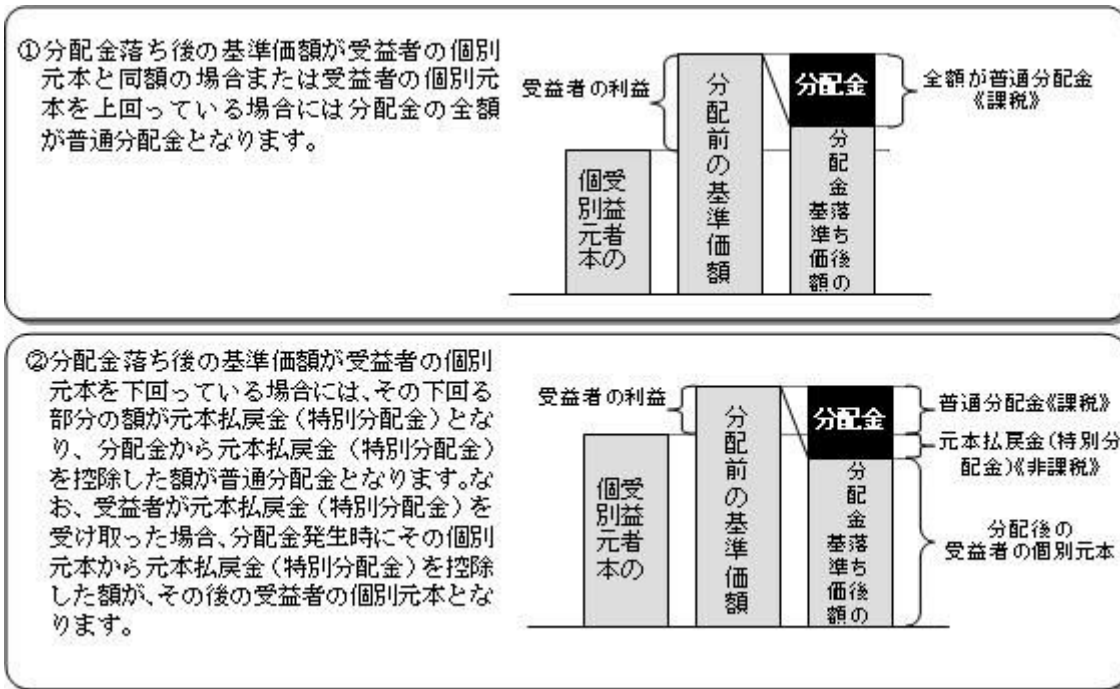 ①分配金落ち後の基準価額が受益者の個別
元本と同額の場合または受益者の個別元
本を上回っている場合には分配金の全額
が普通分配金となります。
受益者の利益
受益者の
個別元本
分配前の基準価額
分配金
分配金落ち後の
基準価額
全額が普通分配金
《課税》
②分配金落ち後の基準価額が受益者の個別
元本を下回っている場合には、その下回る
部分の額が元本払戻金（特別分配金）とな
り、分配金から元本払戻金（特別分配金）
を控除した額が普通分配金となります。な
お、受益者が元本払戻金（特別分配金）を
受け取った場合、分配金発生時にその個別
元本から元本払戻金（特別分配金）を控除
した額が、その後の受益者の個別元本とな
ります。
受益者の利益
受益者の
個別元本
分配前の基準価額
分配金
分配金落ち後の
基準価額
普通分配金《課税》
元本払戻金(特別分
配金)《非課税》
分配後の
受益者の個別元本